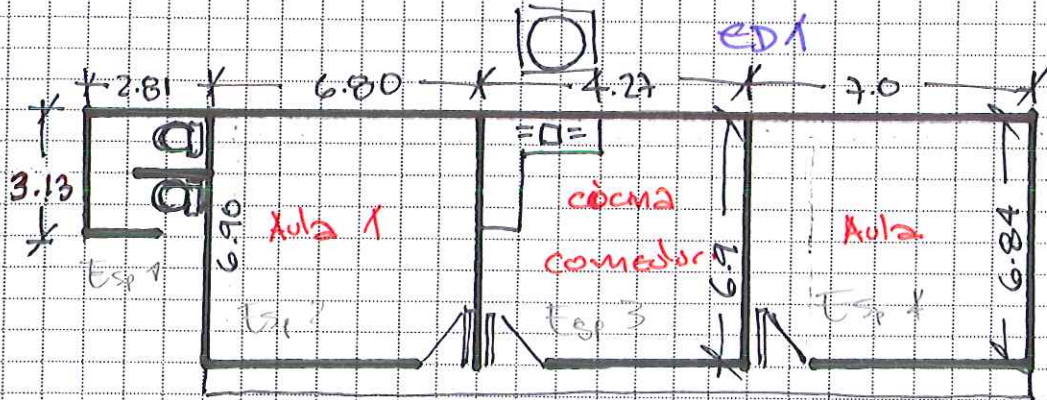 ED1
2.81 6.80 4.27 7.0
3.13
6.90
Aula 1
cocina
comedor
6.9
Aula
6.84
Esp 1
Esp
Esp 3
Esp 4